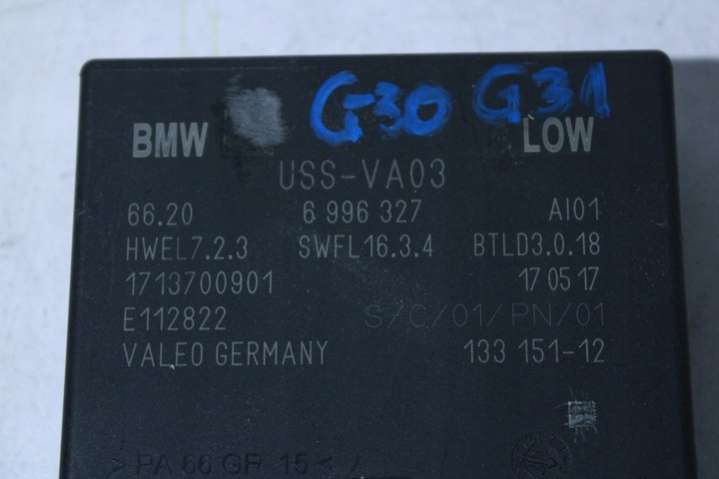 G30 G31
BMW LOW
USS-VA03
66.20 6 996 327 AI01
HWEL7.2.3 SWFL16.3.4 BTLD3.0.18
1713700901 17 05 17
E112822 S/C/01/PN/01
VALEO GERMANY 133 151-12
>PA 66 GF 15<